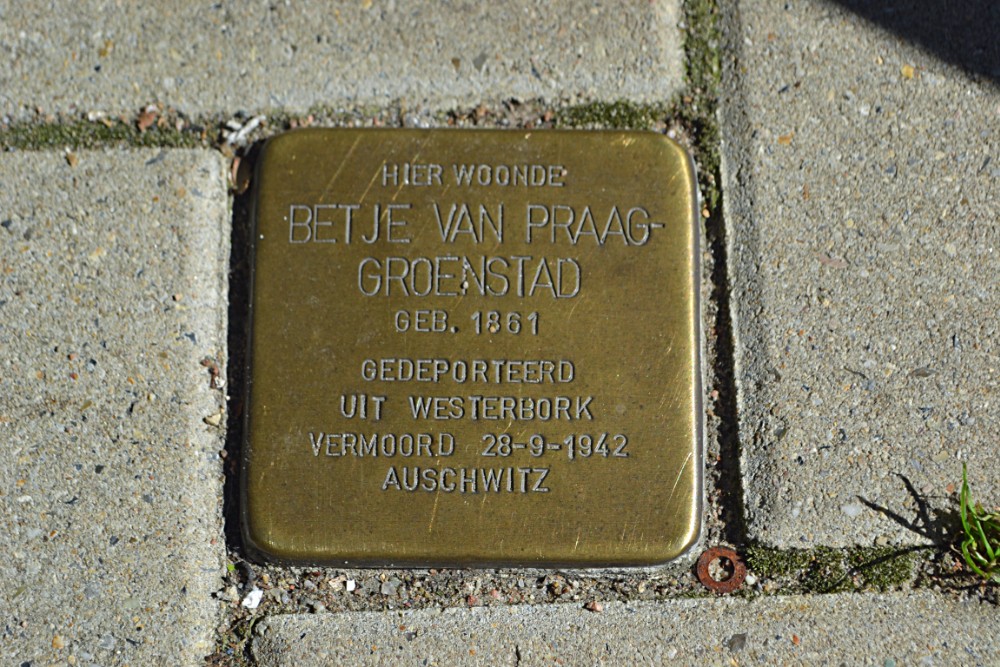 HIER WOONDE
BETJE VAN PRAAG-
GROENSTAD
GEB. 1861
GEDEPORTEERD
UIT WESTERBORK
VERMOORD 28-9-1942
AUSCHWITZ